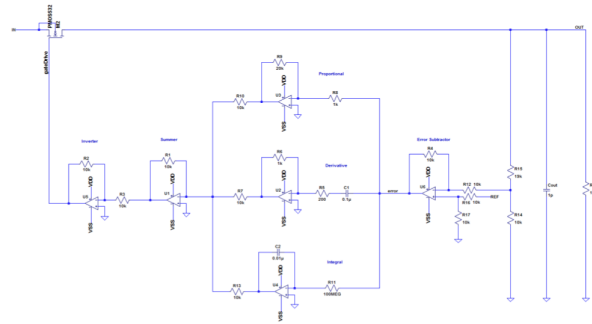 PMOS532
M2
IN
OUT
gateDrive
R9
20k
Proportional
VDD
R10
10k
U3
R8
1k
VSS
Inverter
Summer
R6
1k
Derivative
Error Subtractor
R2
10k
R1
10k
R4
10k
R15
10k
VDD
VDD
VDD
VDD
R7
10k
U2
R5
200
C1
0.1µ
error
U5
R3
10k
U1
R12 10k
R16
10k
REF
Cout
1µ
VSS
VSS
VSS
VSS
R17
10k
R14
10k
C2
0.01µ
Integral
VDD
R13
10k
U4
R11
100MEG
VSS